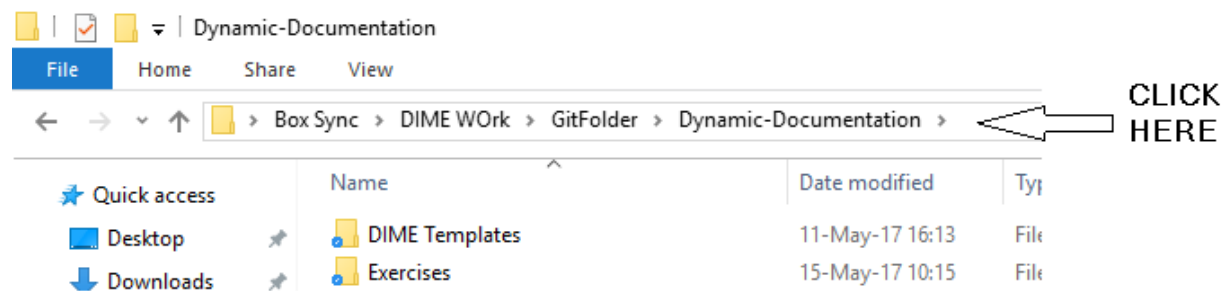 Dynamic-Documentation
File Home Share View
Box Sync > DIME WOrk > GitFolder > Dynamic-Documentation >
CLICK
HERE
Name Date modified
Quick access
DIME Templates 11-May-17 16:13
Desktop
Exercises 15-May-17 10:15
Downloads